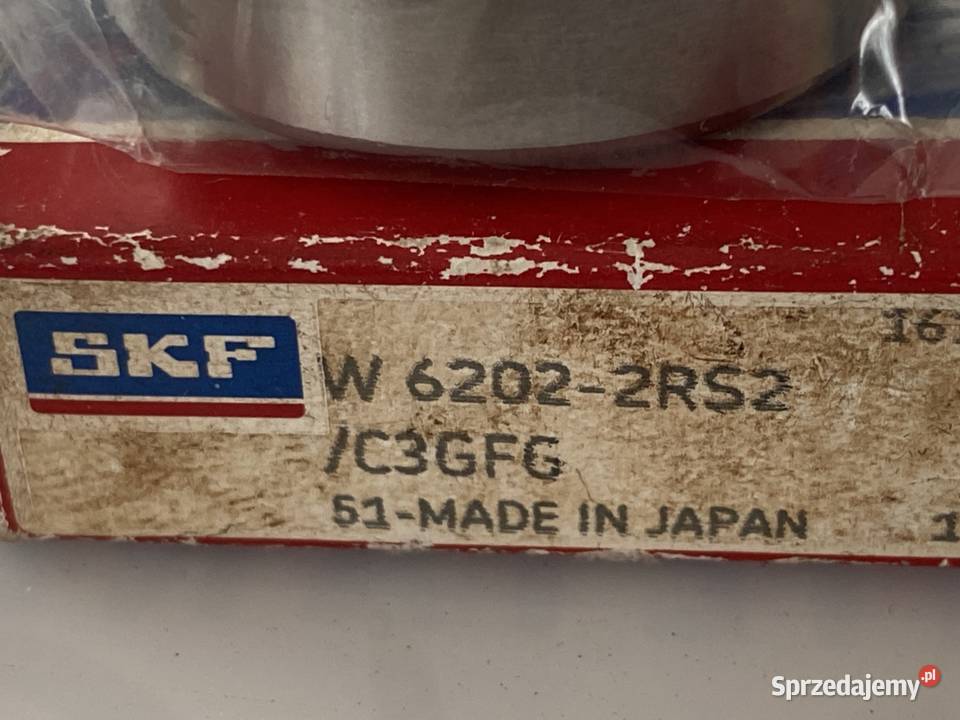 SKF
W 6202-2RS2
/C3GFG
51-MADE IN JAPAN
Sprzedajemy.pl